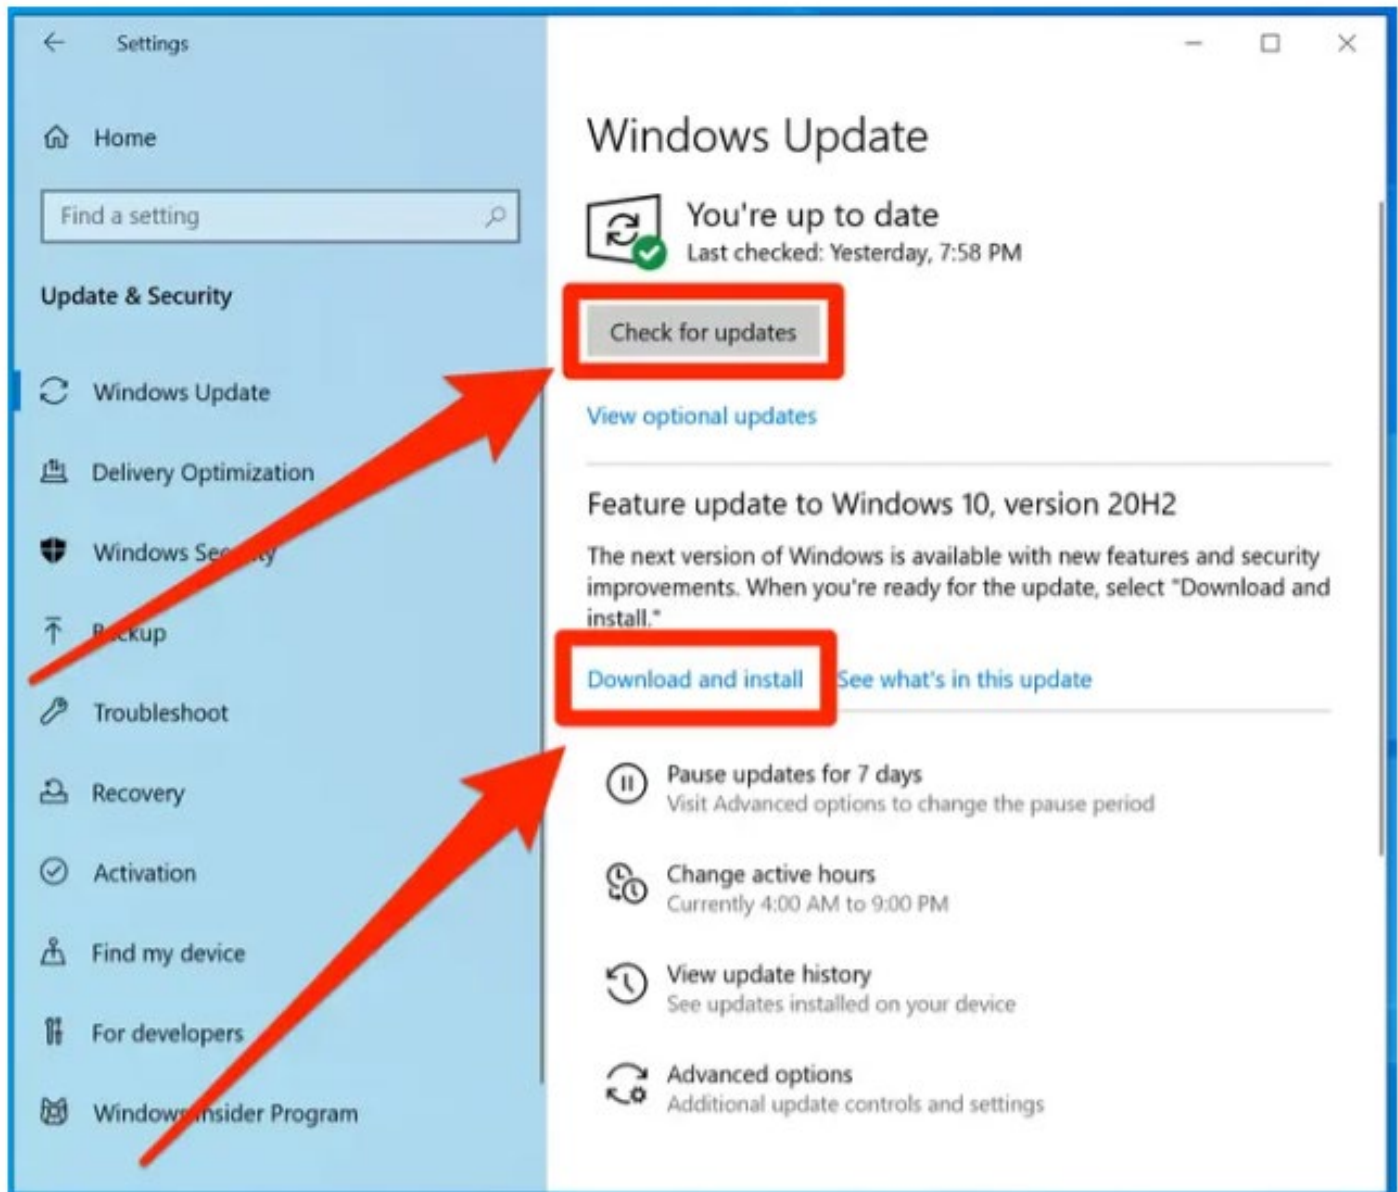 Settings
Home
Find a setting
Update & Security
Windows Update
Delivery Optimization
Windows Security
Backup
Troubleshoot
Recovery
Activation
Find my device
For developers
Windows Insider Program
Windows Update
You're up to date
Last checked: Yesterday, 7:58 PM
Check for updates
View optional updates
Feature update to Windows 10, version 20H2
The next version of Windows is available with new features and security
improvements. When you're ready for the update, select "Download and
install."
Download and install See what's in this update
Pause updates for 7 days
Visit Advanced options to change the pause period
Change active hours
Currently 4:00 AM to 9:00 PM
View update history
See updates installed on your device
Advanced options
Additional update controls and settings